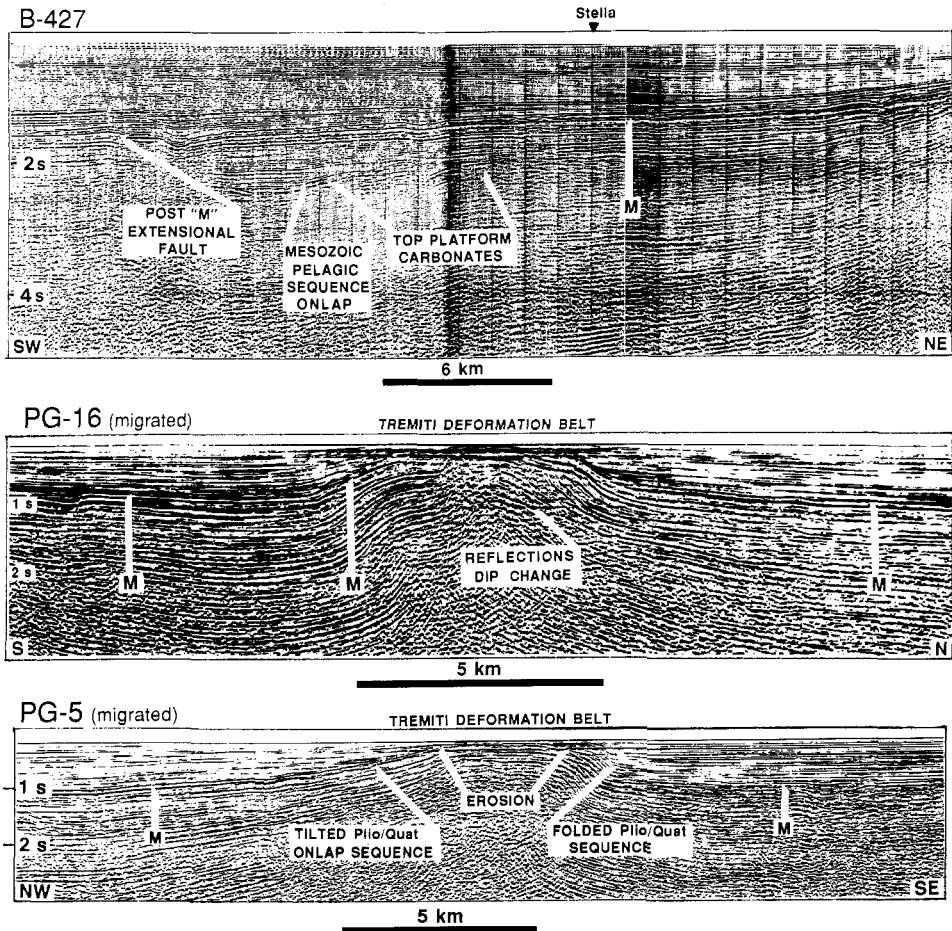 B-427
Stella
2s
4s
POST "M"
EXTENSIONAL
FAULT
MESOZOIC
PELAGIC
SEQUENCE
ONLAP
TOP PLATFORM
CARBONATES
M
SW
NE
6 km
PG-16 (migrated)
TREMITI DEFORMATION BELT
1 s
2 s
M
M
REFLECTIONS
DIP CHANGE
M
S
N
5 km
PG-5 (migrated)
TREMITI DEFORMATION BELT
1 s
2 s
M
TILTED Plio/Quat
ONLAP SEQUENCE
EROSION
FOLDED Plio/Quat
SEQUENCE
M
NW
SE
5 km